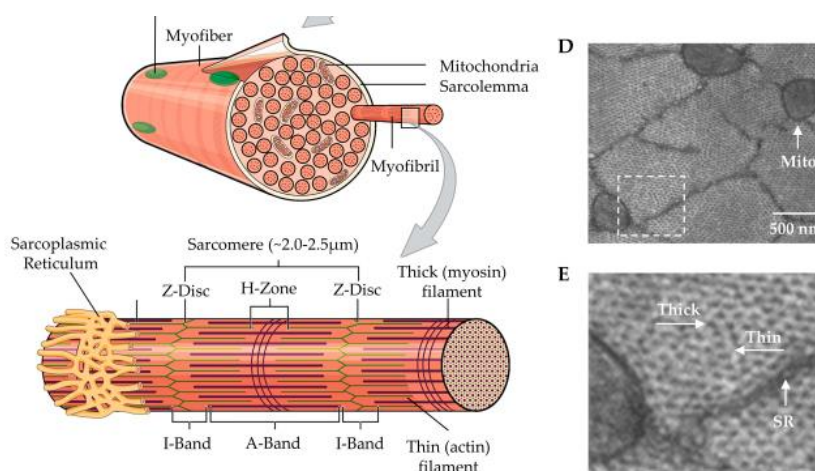 Myofiber
Mitochondria
Sarcolemma
Myofibril
Sarcoplasmic
Reticulum
Sarcomere (~2.0-2.5μm)
Z-Disc
H-Zone
Z-Disc
Thick (myosin)
filament
I-Band
A-Band
I-Band
Thin (actin)
filament
D
Mito
500 nm
E
Thick
Thin
SR